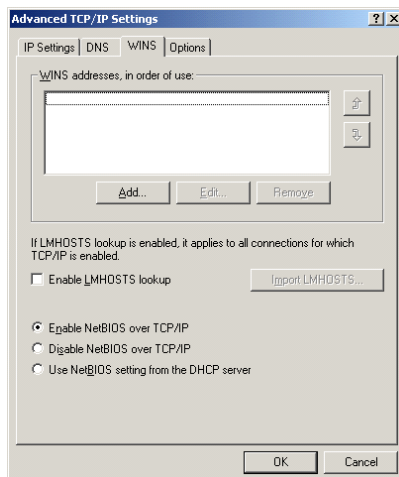 Advanced TCP/IP Settings
IP Settings DNS WINS Options
WINS addresses, in order of use:
Add... Edit... Remove
If LMHOSTS lookup is enabled, it applies to all connections for which
TCP/IP is enabled.
Enable LMHOSTS lookup Import LMHOSTS...
Enable NetBIOS over TCP/IP
Disable NetBIOS over TCP/IP
Use NetBIOS setting from the DHCP server
OK Cancel